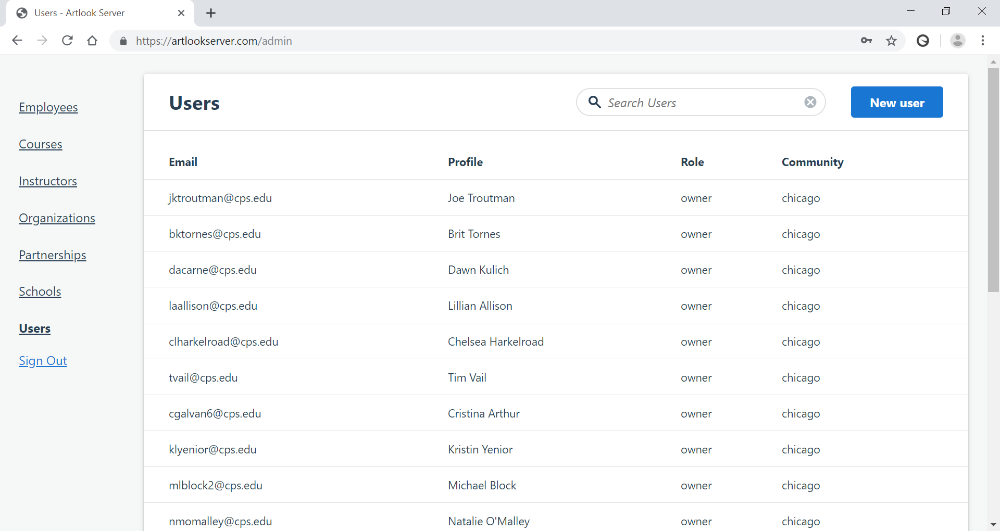 Users - Artlook Server
https://artlookserver.com/admin
Employees
Courses
Instructors
Organizations
Partnerships
Schools
Users
Sign Out
Users
Search Users
New user
Email Profile Role Community
jktroutman@cps.edu Joe Troutman owner chicago
bktornes@cps.edu Brit Tornes owner chicago
dacarne@cps.edu Dawn Kulich owner chicago
laallison@cps.edu Lillian Allison owner chicago
clharkelroad@cps.edu Chelsea Harkelroad owner chicago
tvail@cps.edu Tim Vail owner chicago
cgalvan6@cps.edu Cristina Arthur owner chicago
klyenior@cps.edu Kristin Yenior owner chicago
mlblock2@cps.edu Michael Block owner chicago
nmomalley@cps.edu Natalie O'Malley owner chicago